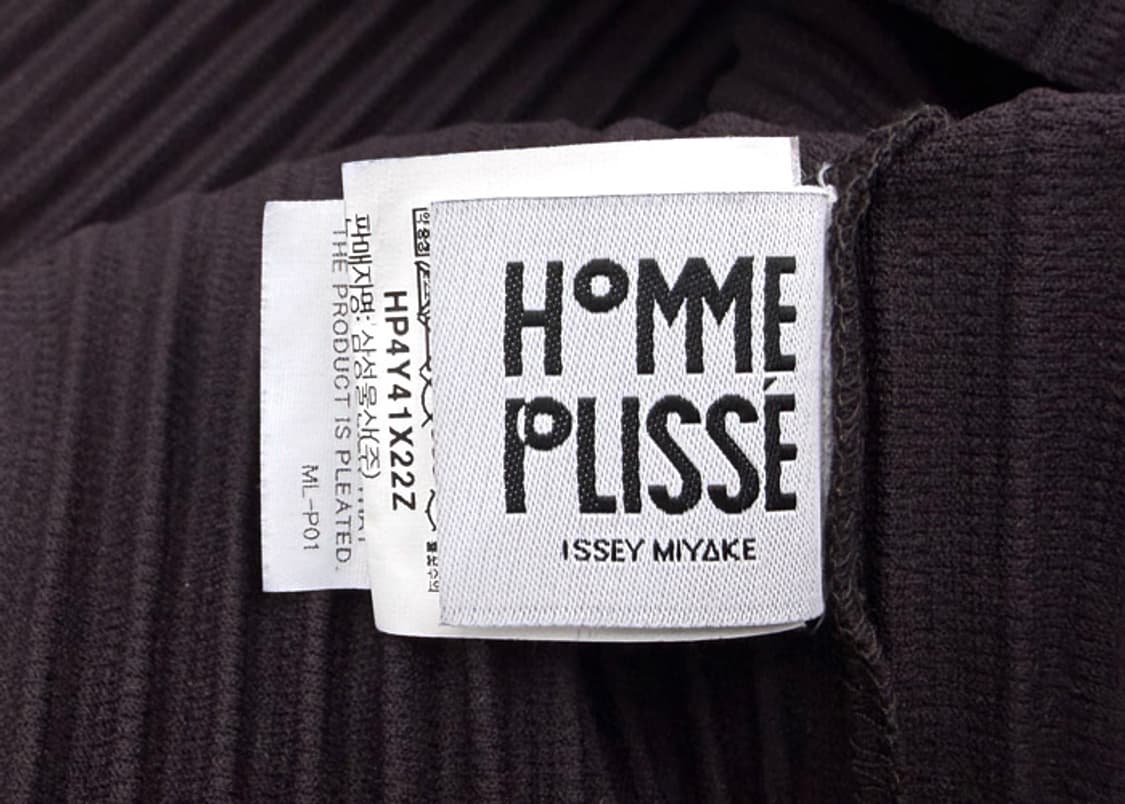 HOMME
PLISSÉ
ISSEY MIYAKE
HP4Y41X22Z
판매자명: 삼성물산(주)
THE PRODUCT IS PLEATED.
ML-P01